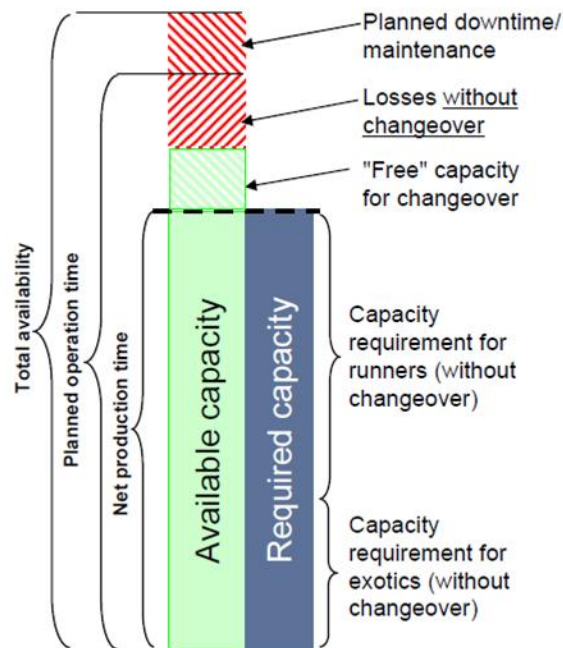 Planned downtime/
maintenance
Losses without
changeover
"Free" capacity
for changeover
Total availability
Planned operation time
Net production time
Available capacity
Required capacity
Capacity
requirement for
runners (without
changeover)
Capacity
requirement for
exotics (without
changeover)